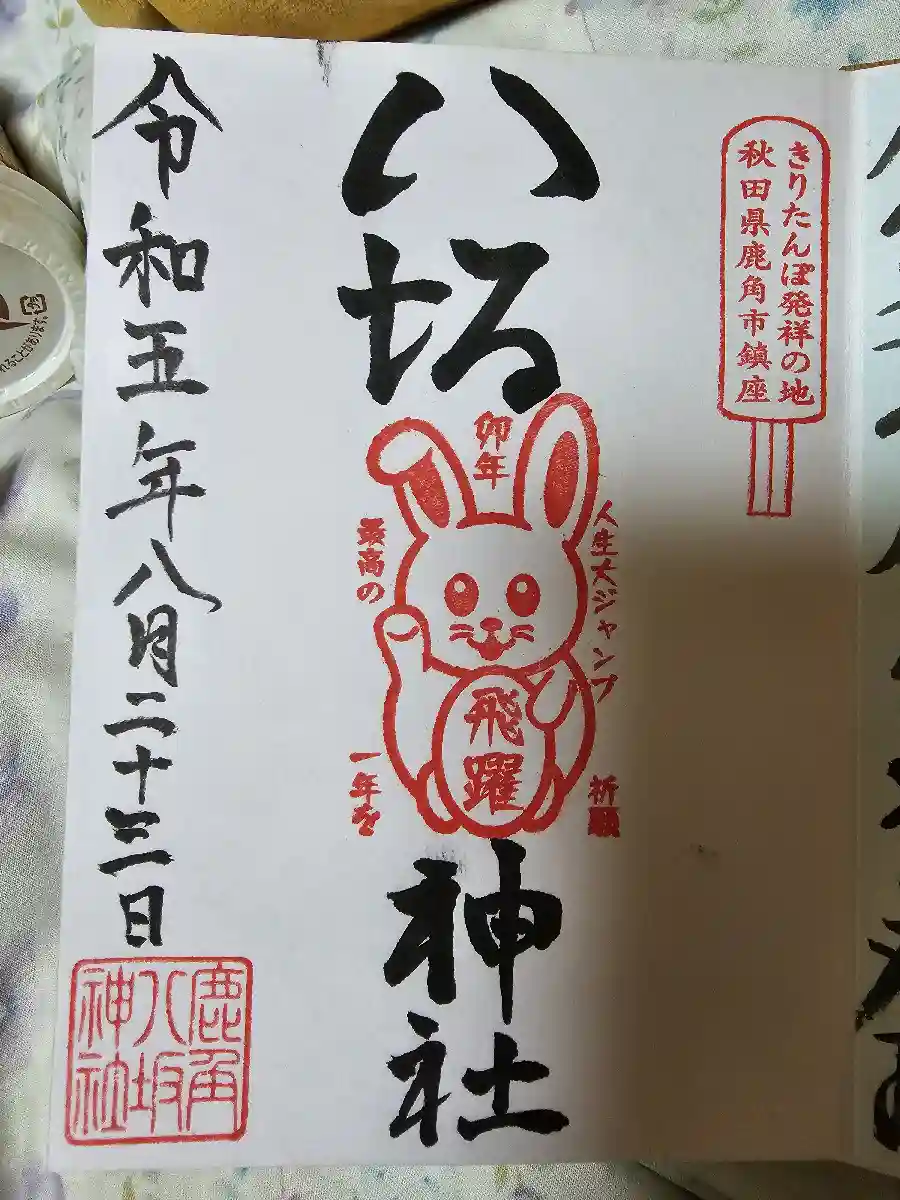 きりたんぽ発祥の地
秋田県鹿角市鎮座
八坂
神社
卯年
人生大ジャンプ
祈願
最高の
一年を
飛躍
令和五年八月二十三日
鹿角
八坂
神社